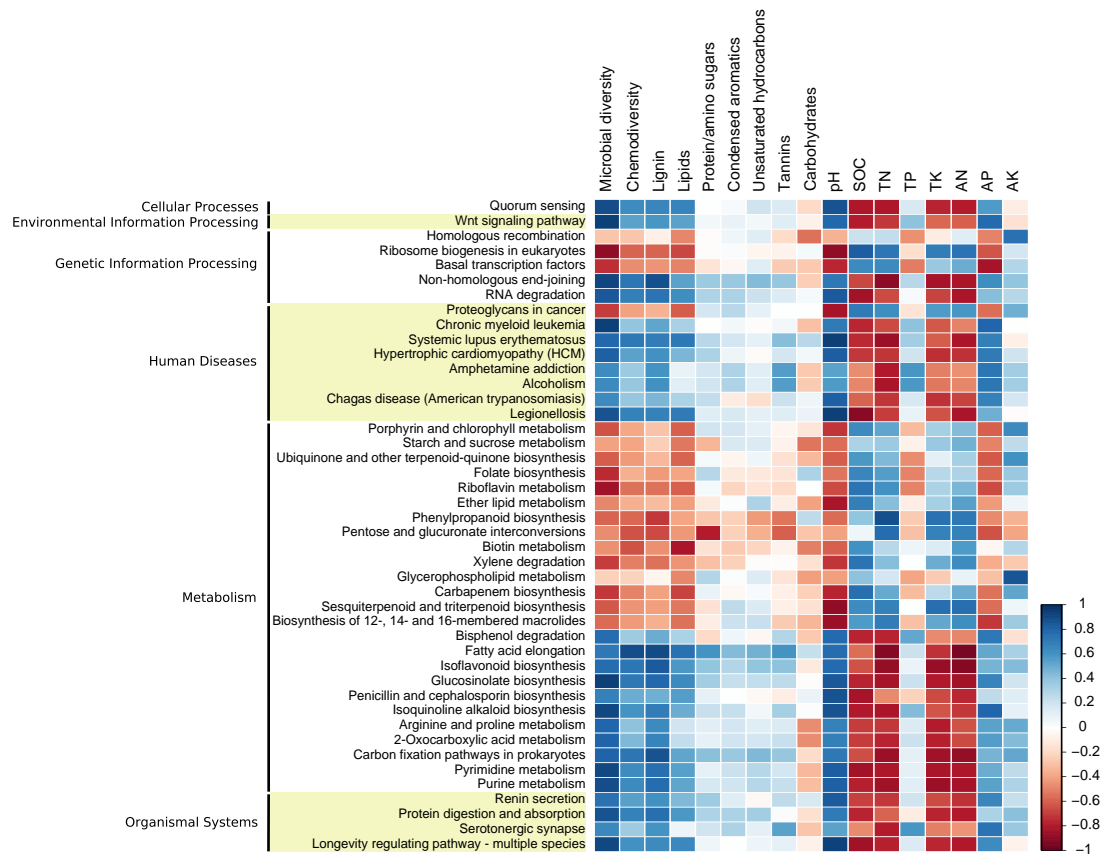 Microbial diversity
Chemodiversity
Lignin
Lipids
Protein/amino sugars
Condensed aromatics
Unsaturated hydrocarbons
Tannins
Carbohydrates
pH
SOC
TN
TP
TK
AN
AP
AK
Cellular Processes
Quorum sensing
Environmental Information Processing
Wnt signaling pathway
Genetic Information Processing
Homologous recombination
Ribosome biogenesis in eukaryotes
Basal transcription factors
Non-homologous end-joining
RNA degradation
Human Diseases
Proteoglycans in cancer
Chronic myeloid leukemia
Systemic lupus erythematosus
Hypertrophic cardiomyopathy (HCM)
Amphetamine addiction
Alcoholism
Chagas disease (American trypanosomiasis)
Legionellosis
Metabolism
Porphyrin and chlorophyll metabolism
Starch and sucrose metabolism
Ubiquinone and other terpenoid-quinone biosynthesis
Folate biosynthesis
Riboflavin metabolism
Ether lipid metabolism
Phenylpropanoid biosynthesis
Pentose and glucuronate interconversions
Biotin metabolism
Xylene degradation
Glycerophospholipid metabolism
Carbapenem biosynthesis
Sesquiterpenoid and triterpenoid biosynthesis
Biosynthesis of 12-, 14- and 16-membered macrolides
Bisphenol degradation
Fatty acid elongation
Isoflavonoid biosynthesis
Glucosinolate biosynthesis
Penicillin and cephalosporin biosynthesis
Isoquinoline alkaloid biosynthesis
Arginine and proline metabolism
2-Oxocarboxylic acid metabolism
Carbon fixation pathways in prokaryotes
Pyrimidine metabolism
Purine metabolism
Organismal Systems
Renin secretion
Protein digestion and absorption
Serotonergic synapse
Longevity regulating pathway - multiple species
1
0.8
0.6
0.4
0.2
0
−0.2
−0.4
−0.6
−0.8
−1